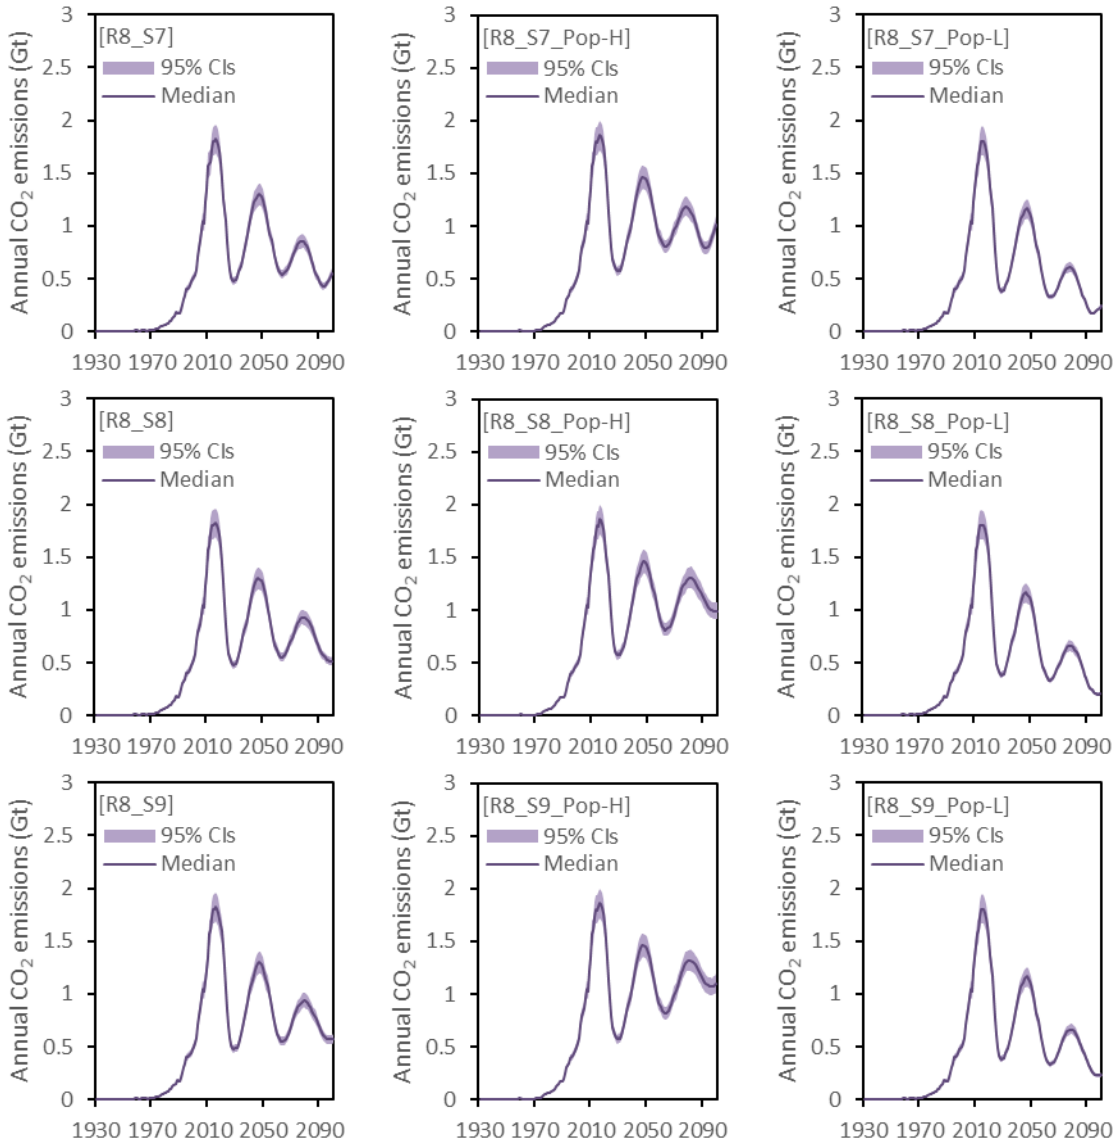 3
[R8_S7]
95% CIs
Median
2.5
2
1.5
1
0.5
0
Annual CO₂ emissions (Gt)
1930 1970 2010 2050 2090
3
[R8_S7_Pop-H]
95% CIs
Median
2.5
2
1.5
1
0.5
0
Annual CO₂ emissions (Gt)
1930 1970 2010 2050 2090
3
[R8_S7_Pop-L]
95% CIs
Median
2.5
2
1.5
1
0.5
0
Annual CO₂ emissions (Gt)
1930 1970 2010 2050 2090
3
[R8_S8]
95% CIs
Median
2.5
2
1.5
1
0.5
0
Annual CO₂ emissions (Gt)
1930 1970 2010 2050 2090
3
[R8_S8_Pop-H]
95% CIs
Median
2.5
2
1.5
1
0.5
0
Annual CO₂ emissions (Gt)
1930 1970 2010 2050 2090
3
[R8_S8_Pop-L]
95% CIs
Median
2.5
2
1.5
1
0.5
0
Annual CO₂ emissions (Gt)
1930 1970 2010 2050 2090
3
[R8_S9]
95% CIs
Median
2.5
2
1.5
1
0.5
0
Annual CO₂ emissions (Gt)
1930 1970 2010 2050 2090
3
[R8_S9_Pop-H]
95% CIs
Median
2.5
2
1.5
1
0.5
0
Annual CO₂ emissions (Gt)
1930 1970 2010 2050 2090
3
[R8_S9_Pop-L]
95% CIs
Median
2.5
2
1.5
1
0.5
0
Annual CO₂ emissions (Gt)
1930 1970 2010 2050 2090